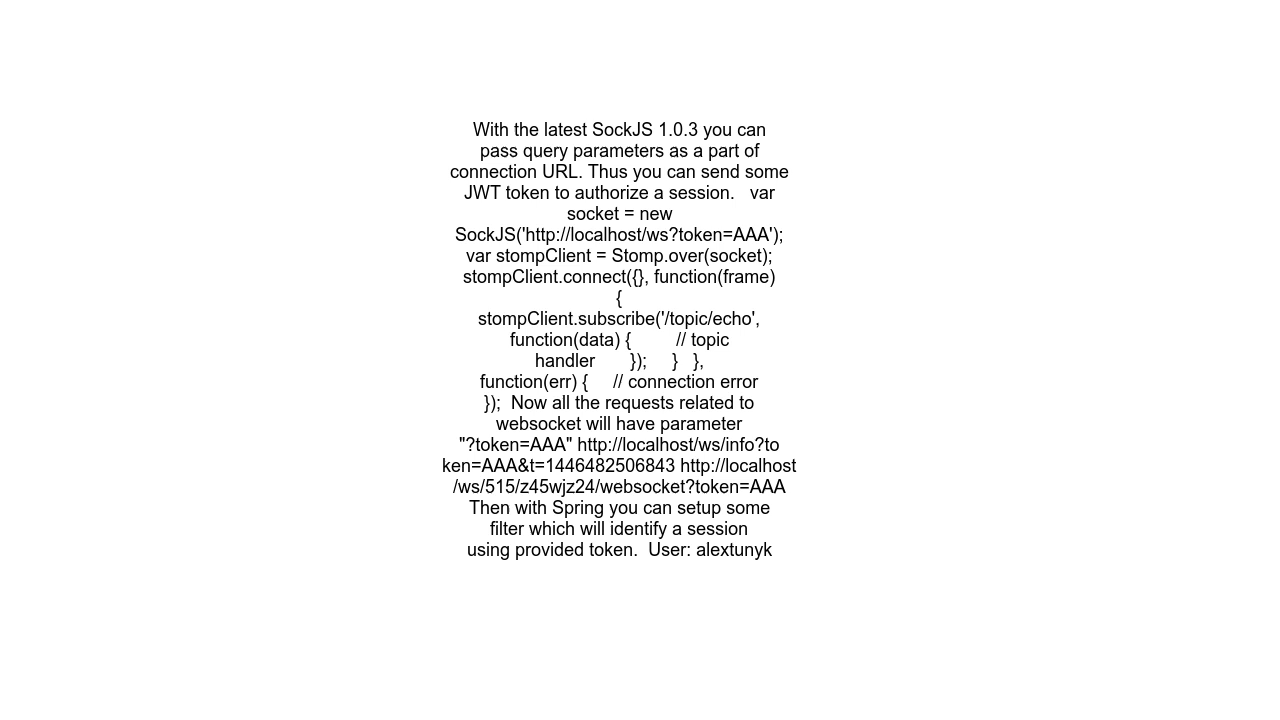 With the latest SockJS 1.0.3 you can
pass query parameters as a part of
connection URL. Thus you can send some
JWT token to authorize a session.   var
socket = new
SockJS('http://localhost/ws?token=AAA');
var stompClient = Stomp.over(socket);
stompClient.connect({}, function(frame)
{
stompClient.subscribe('/topic/echo',
function(data) {         // topic
handler       });     }   },
function(err) {     // connection error
});  Now all the requests related to
websocket will have parameter
"?token=AAA" http://localhost/ws/info?to
ken=AAA&t=1446482506843 http://localhost
/ws/515/z45wjz24/websocket?token=AAA
Then with Spring you can setup some
filter which will identify a session
using provided token.  User: alextunyk